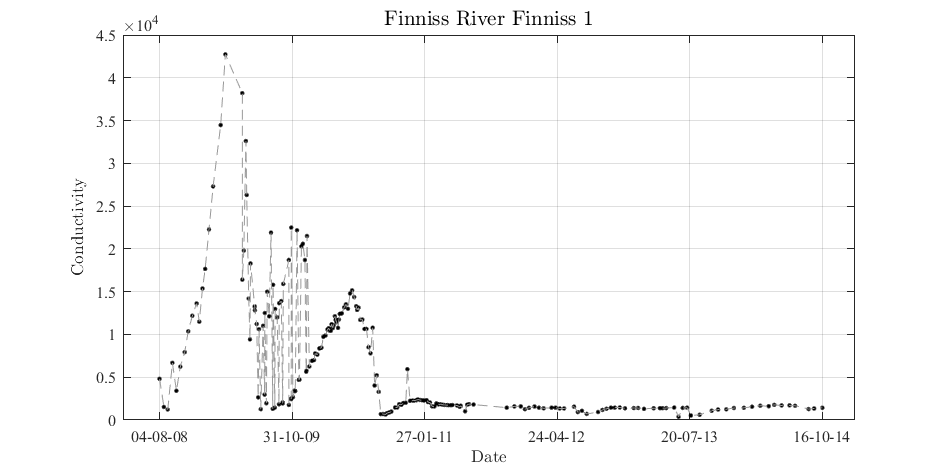 Finniss River Finniss 1
×10⁴
4.5
4
3.5
3
2.5
2
1.5
1
0.5
0
Conductivity
04-08-08 31-10-09 27-01-11 24-04-12 20-07-13 16-10-14
Date